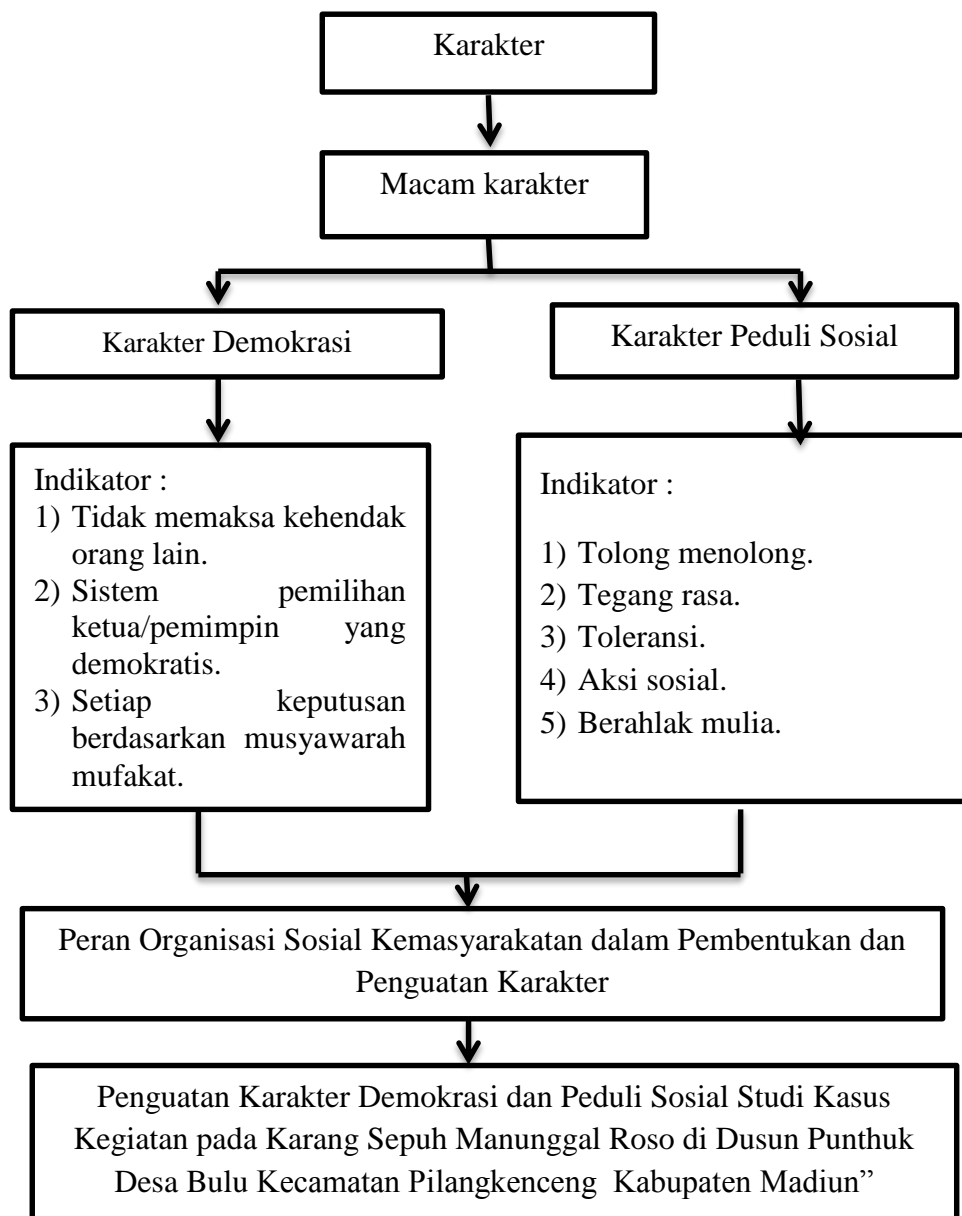 Karakter
Macam karakter
Karakter Demokrasi
Karakter Peduli Sosial
Indikator :
1) Tidak memaksa kehendak
orang lain.
2) Sistem pemilihan
ketua/pemimpin yang
demokratis.
3) Setiap keputusan
berdasarkan musyawarah
mufakat.
Indikator :
1) Tolong menolong.
2) Tegang rasa.
3) Toleransi.
4) Aksi sosial.
5) Berahlak mulia.
Peran Organisasi Sosial Kemasyarakatan dalam Pembentukan dan
Penguatan Karakter
Penguatan Karakter Demokrasi dan Peduli Sosial Studi Kasus
Kegiatan pada Karang Sepuh Manunggal Roso di Dusun Punthuk
Desa Bulu Kecamatan Pilangkenceng Kabupaten Madiun”